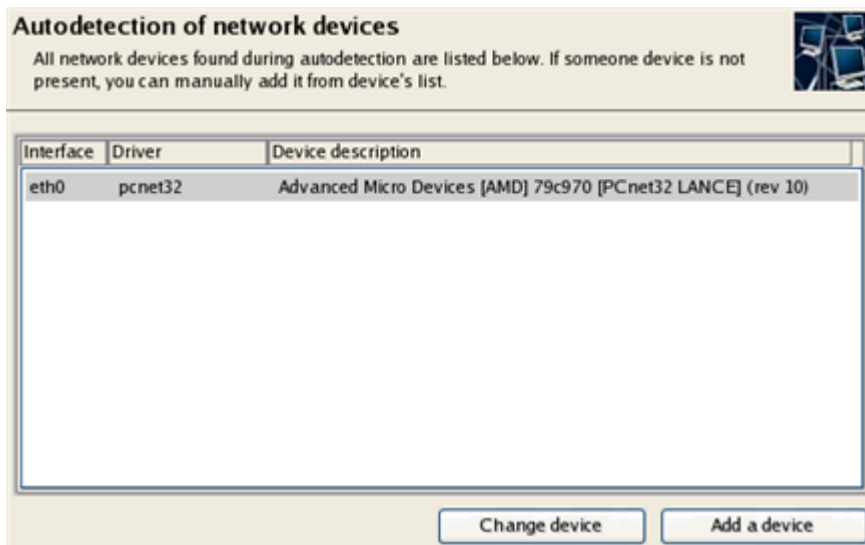 Autodetection of network devices
All network devices found during autodetection are listed below. If someone device is not
present, you can manually add it from device's list.
Interface Driver Device description
eth0 pcnet32 Advanced Micro Devices [AMD] 79c970 [PCnet32 LANCE] (rev 10)
Change device Add a device